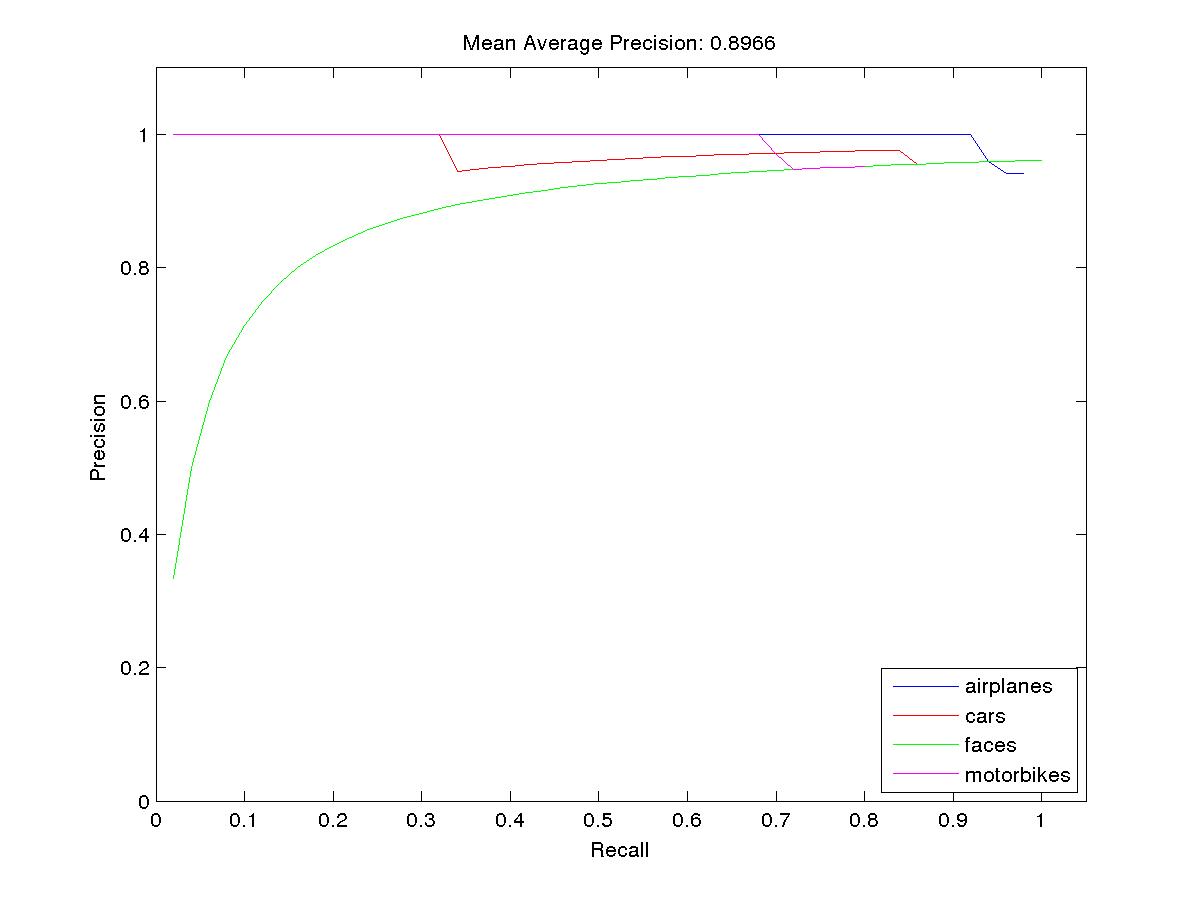 Mean Average Precision: 0.8966
1
0.8
0.6
0.4
0.2
0
Precision
0 0.1 0.2 0.3 0.4 0.5 0.6 0.7 0.8 0.9 1
Recall
airplanes
cars
faces
motorbikes